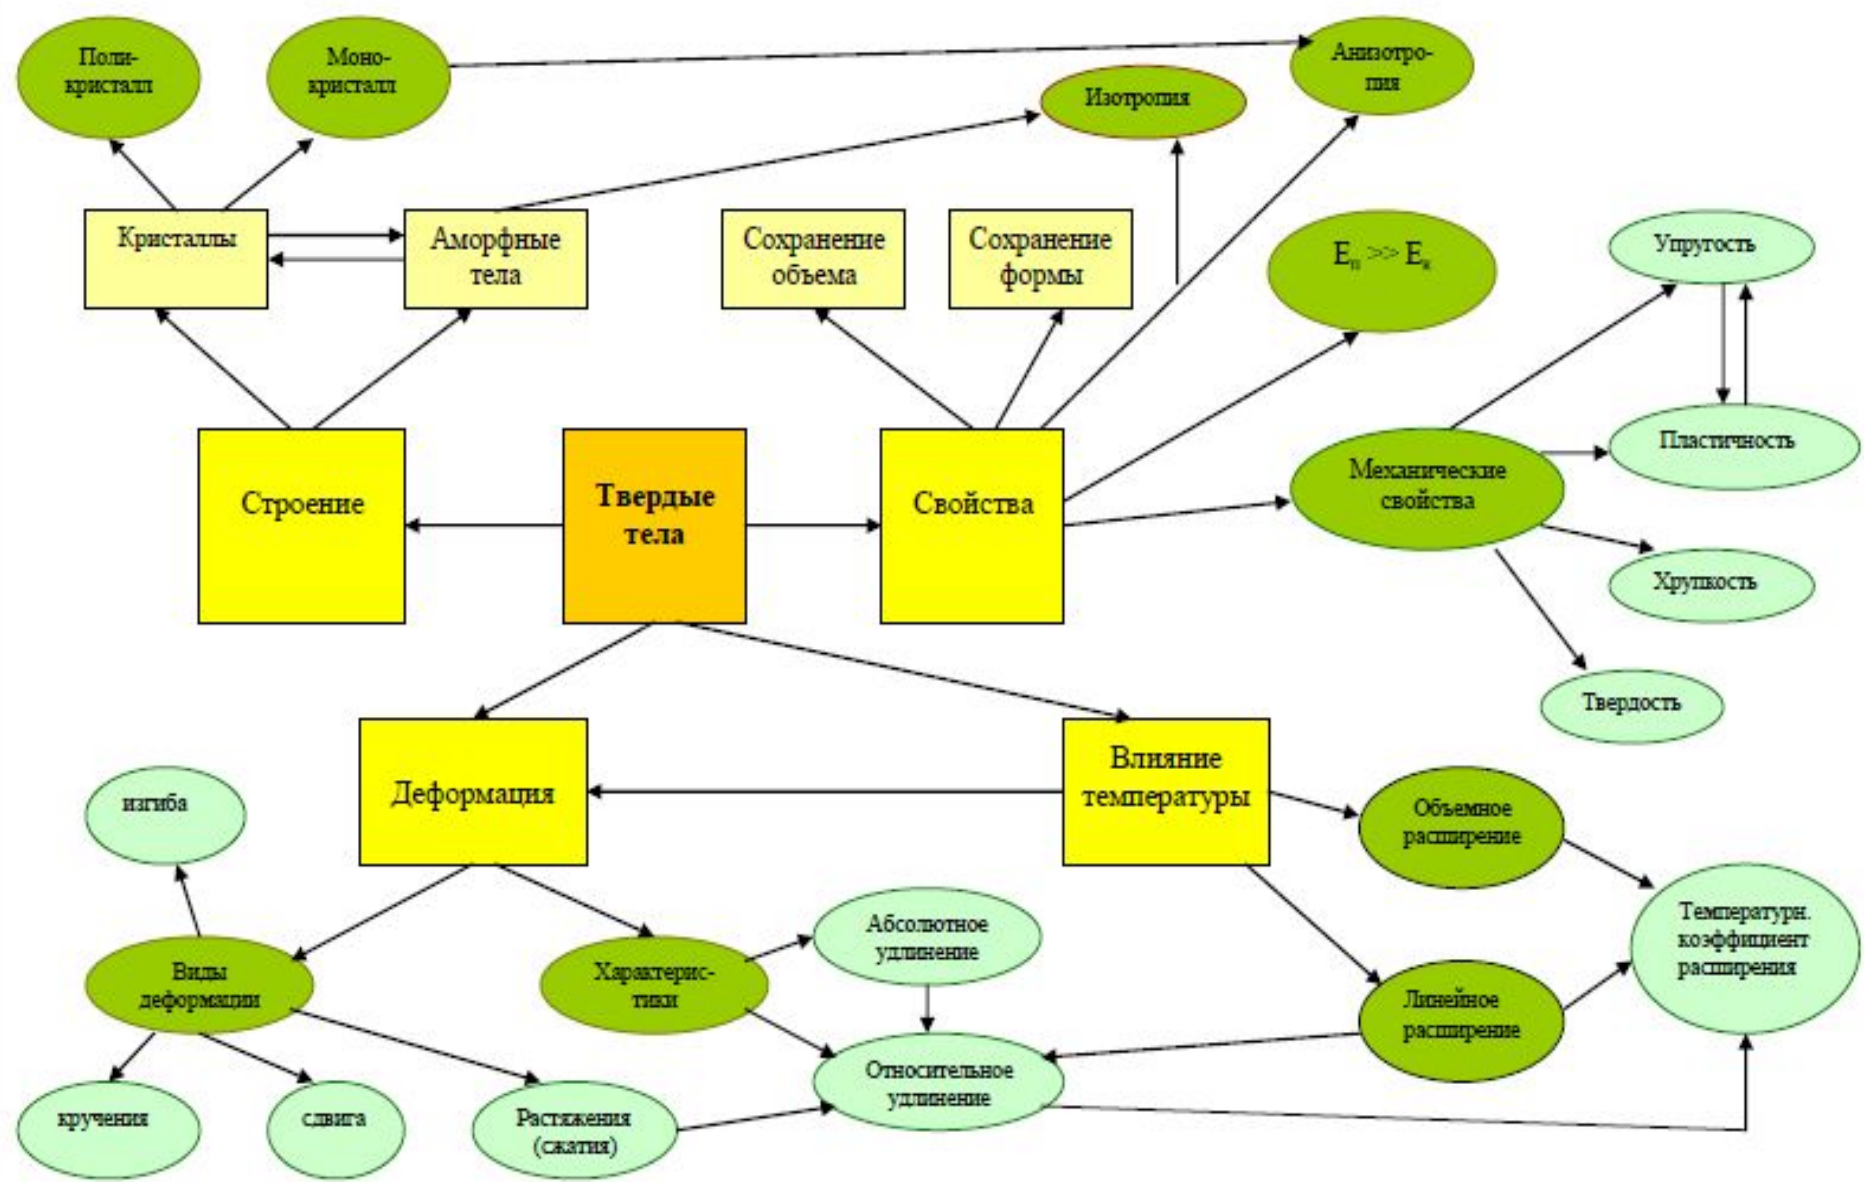 Поли-
кристалл
Моно-
кристалл
Анизотро-
пия
Изотропия
Кристаллы
Аморфные
тела
Сохранение
объема
Сохранение
формы
Eп >> Eк
Упругость
Пластичность
Механические
свойства
Строение
Твердые
тела
Свойства
Хрупкость
Твердость
Деформация
Влияние
температуры
изгиба
Объемное
расширение
Абсолютное
удлинение
Температурн.
коэффициент
расширения
Виды
деформации
Характерис-
тики
Линейное
расширение
Относительное
удлинение
кручения
сдвига
Растяжения
(сжатия)